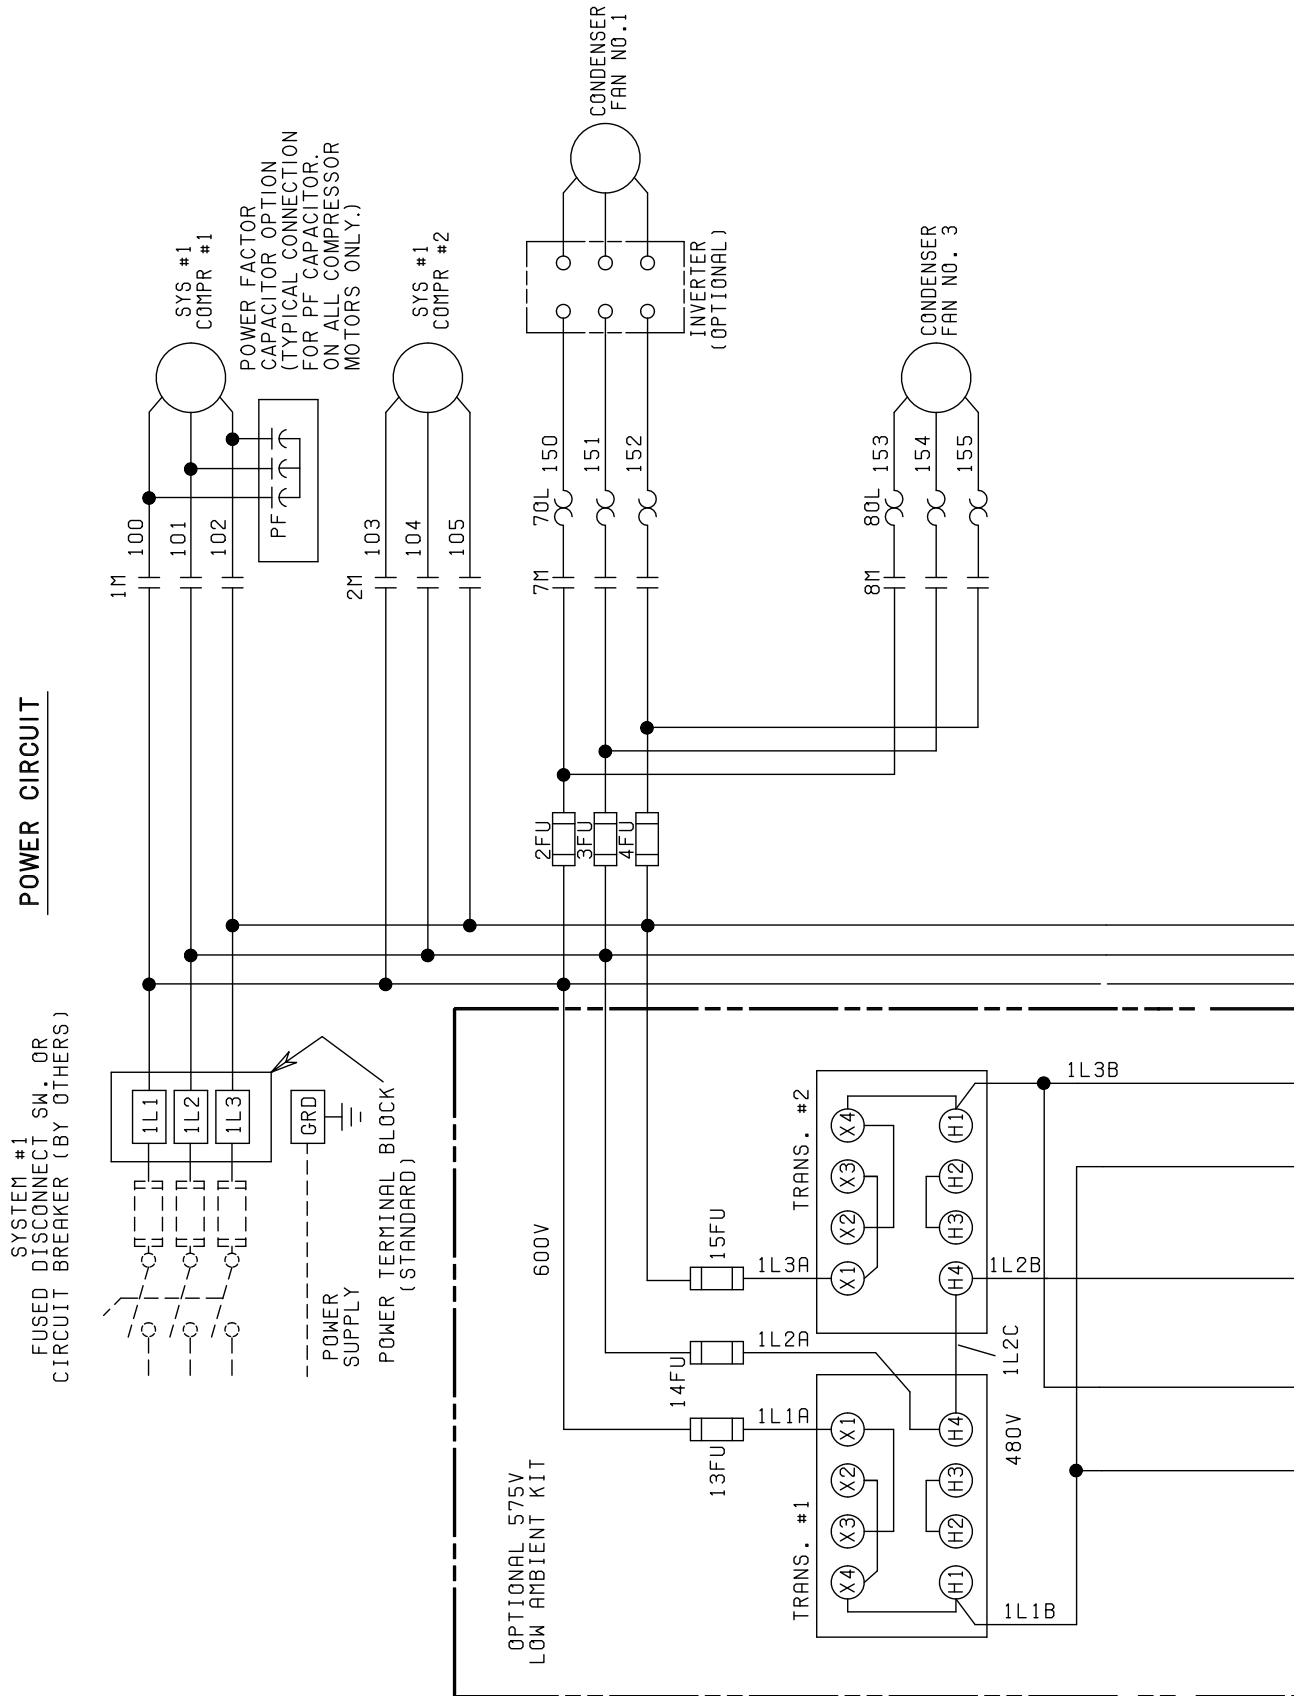 POWER CIRCUIT
SYSTEM #1
FUSED DISCONNECT SW. OR
CIRCUIT BREAKER (BY OTHERS)
1L1
1L2
1L3
GRD
POWER
SUPPLY
POWER TERMINAL BLOCK
(STANDARD)
1M
100
101
102
SYS #1
COMPR #1
PF
POWER FACTOR
CAPACITOR OPTION
(TYPICAL CONNECTION
FOR PF CAPACITOR.
ON ALL COMPRESSOR
MOTORS ONLY.)
2M
103
104
105
SYS #1
COMPR #2
2FU
3FU
4FU
7M
7OL
150
151
152
INVERTER
(OPTIONAL)
CONDENSER
FAN NO.1
8M
8OL
153
154
155
CONDENSER
FAN NO. 3
OPTIONAL 575V
LOW AMBIENT KIT
600V
13FU
14FU
15FU
1L1A
1L2A
1L3A
TRANS. #1
X4
X3
X2
X1
H1
H2
H3
H4
TRANS. #2
X1
X2
X3
X4
H4
H3
H2
H1
480V
1L1B
1L2C
1L2B
1L3B